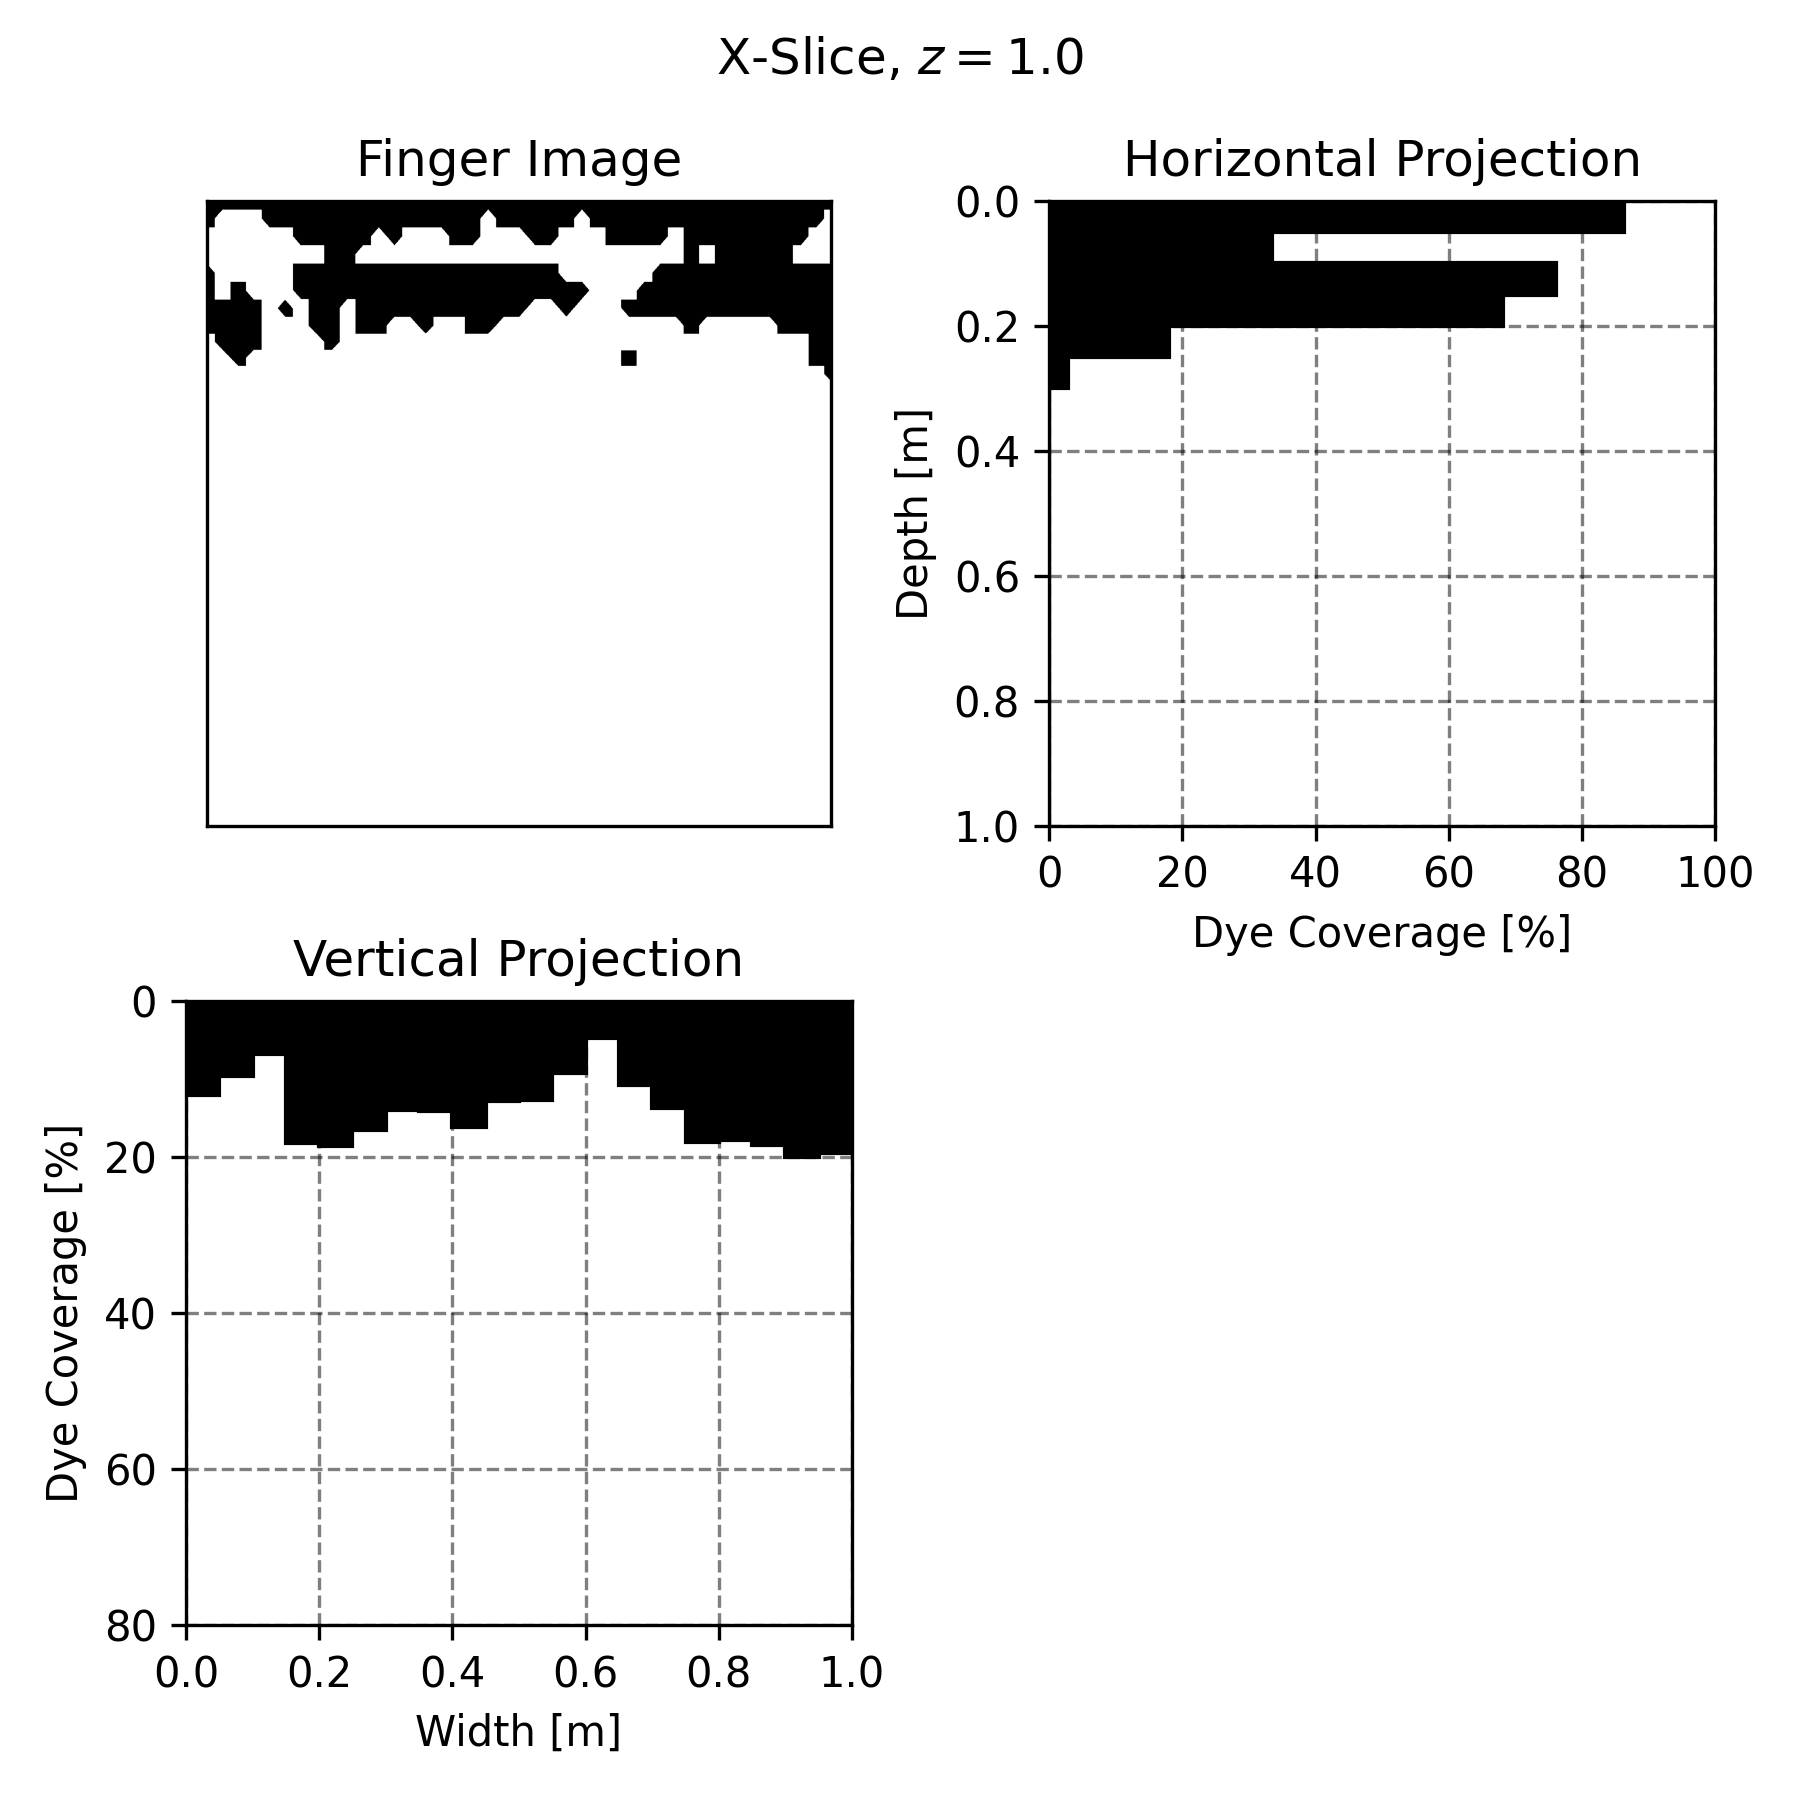 X-Slice, z = 1.0
Finger Image
Horizontal Projection
0.0
0.2
0.4
0.6
0.8
1.0
Depth [m]
0 20 40 60 80 100
Dye Coverage [%]
Vertical Projection
0
20
40
60
80
Dye Coverage [%]
0.0 0.2 0.4 0.6 0.8 1.0
Width [m]